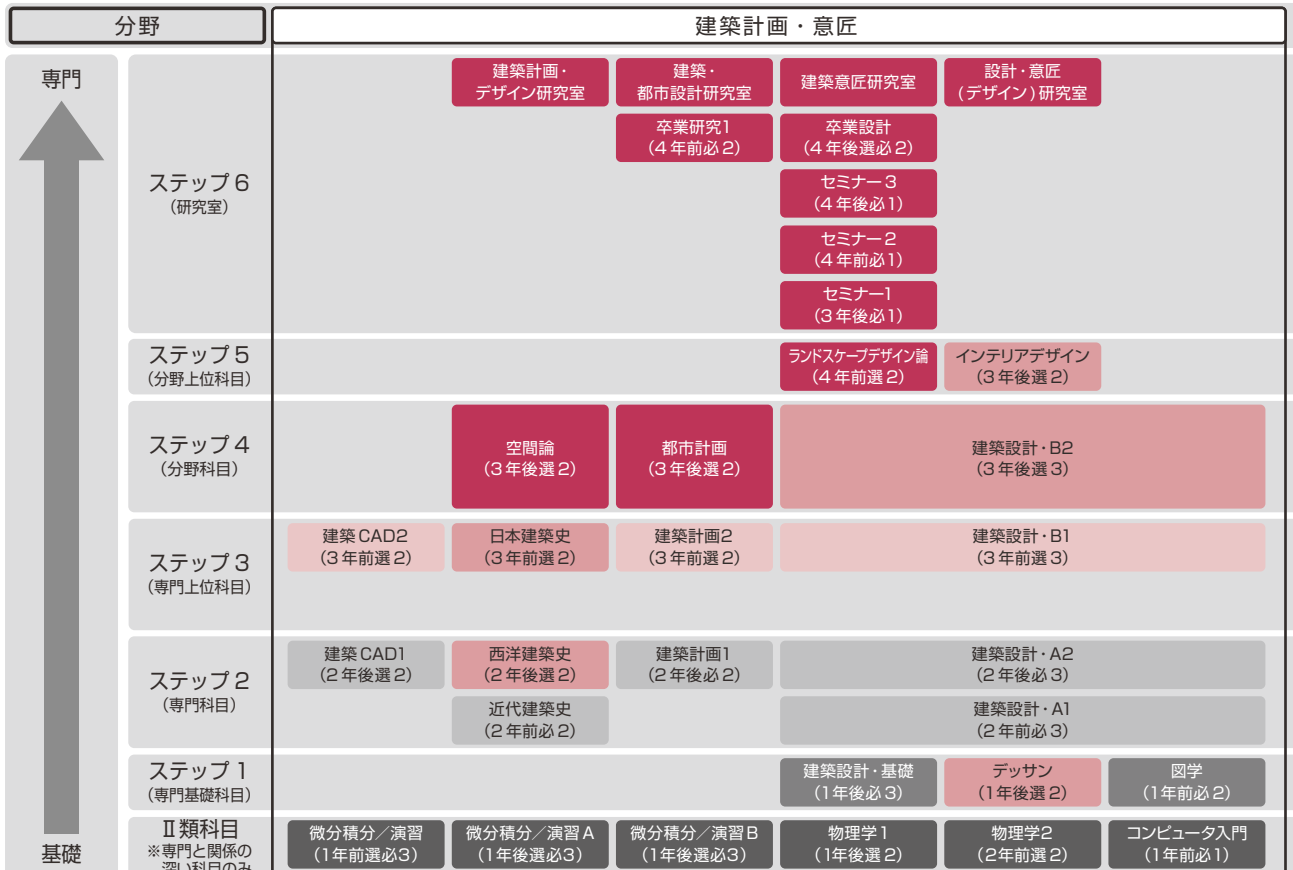 分野
建築計画・意匠
専門
基礎
ステップ6
(研究室)
建築計画・
デザイン研究室
建築・
都市設計研究室
建築意匠研究室
設計・意匠
(デザイン)研究室
卒業研究1
(4年前必2)
卒業設計
(4年後選必2)
セミナー3
(4年後必1)
セミナー2
(4年前必1)
セミナー1
(3年後必1)
ステップ5
(分野上位科目)
ランドスケープデザイン論
(4年前選2)
インテリアデザイン
(3年後選2)
ステップ4
(分野科目)
空間論
(3年後選2)
都市計画
(3年後選2)
建築設計・B2
(3年後選3)
ステップ3
(専門上位科目)
建築CAD2
(3年前選2)
日本建築史
(3年前選2)
建築計画2
(3年前選2)
建築設計・B1
(3年前選3)
ステップ2
(専門科目)
建築CAD1
(2年後選2)
西洋建築史
(2年後選2)
建築計画1
(2年後必2)
建築設計・A2
(2年後必3)
近代建築史
(2年前必2)
建築設計・A1
(2年前必3)
ステップ1
(専門基礎科目)
建築設計・基礎
(1年後必3)
デッサン
(1年後選2)
図学
(1年前必2)
Ⅱ類科目
※専門と関係の
深い科目のみ
微分積分/演習
(1年前選必3)
微分積分/演習A
(1年後選必3)
微分積分/演習B
(1年後選必3)
物理学1
(1年後選2)
物理学2
(2年前選2)
コンピュータ入門
(1年前必1)